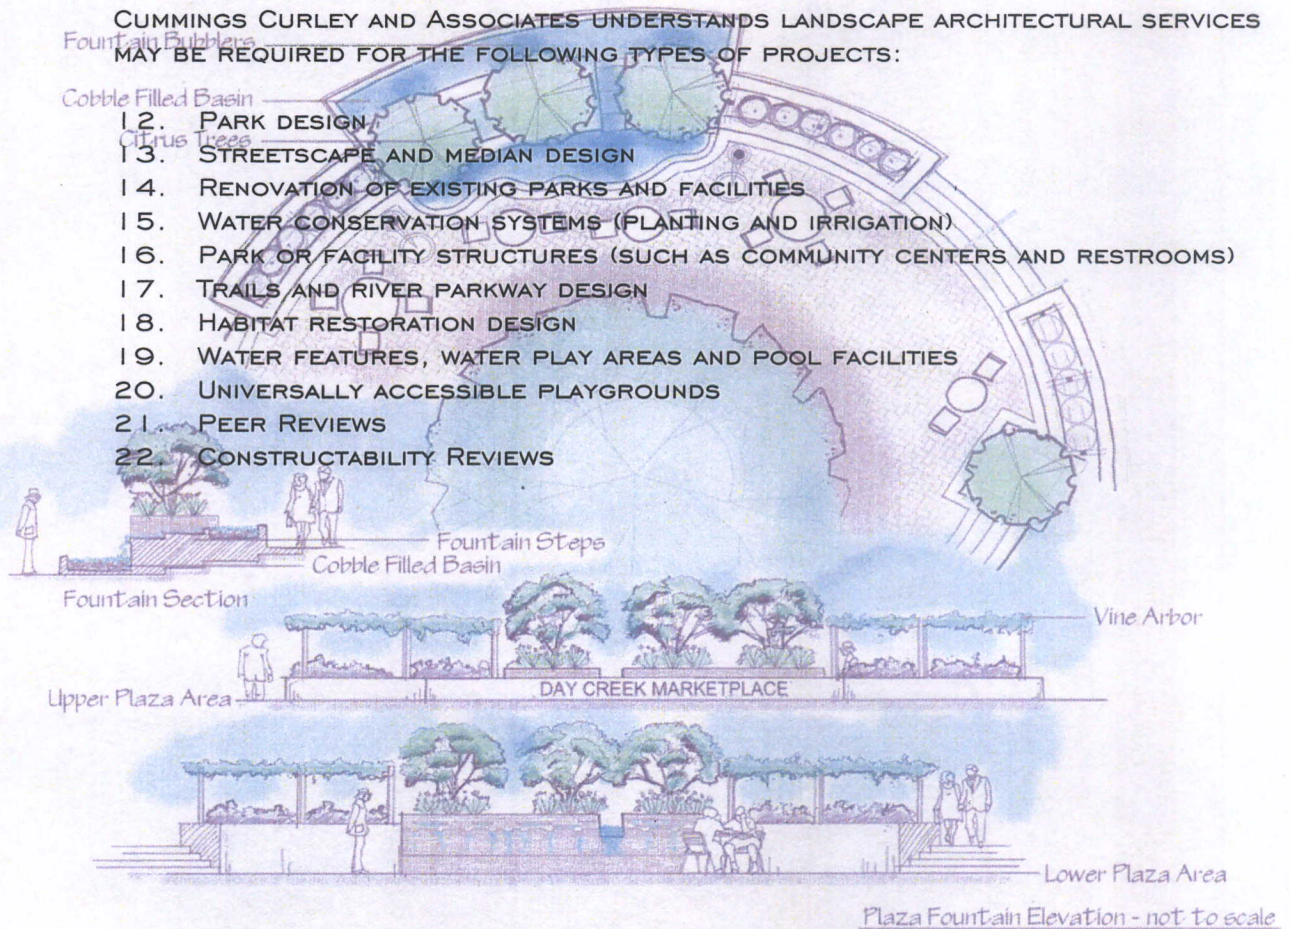 CUMMINGS CURLEY AND ASSOCIATES UNDERSTANDS LANDSCAPE ARCHITECTURAL SERVICES
MAY BE REQUIRED FOR THE FOLLOWING TYPES OF PROJECTS:
Fountain Bubblers
Cobble Filled Basin
Citrus Trees
12. PARK DESIGN
13. STREETSCAPE AND MEDIAN DESIGN
14. RENOVATION OF EXISTING PARKS AND FACILITIES
15. WATER CONSERVATION SYSTEMS (PLANTING AND IRRIGATION)
16. PARK OR FACILITY STRUCTURES (SUCH AS COMMUNITY CENTERS AND RESTROOMS)
17. TRAILS AND RIVER PARKWAY DESIGN
18. HABITAT RESTORATION DESIGN
19. WATER FEATURES, WATER PLAY AREAS AND POOL FACILITIES
20. UNIVERSALLY ACCESSIBLE PLAYGROUNDS
21. PEER REVIEWS
22. CONSTRUCTABILITY REVIEWS
Fountain Steps
Cobble Filled Basin
Fountain Section
Vine Arbor
Upper Plaza Area
DAY CREEK MARKETPLACE
Lower Plaza Area
Plaza Fountain Elevation - not to scale